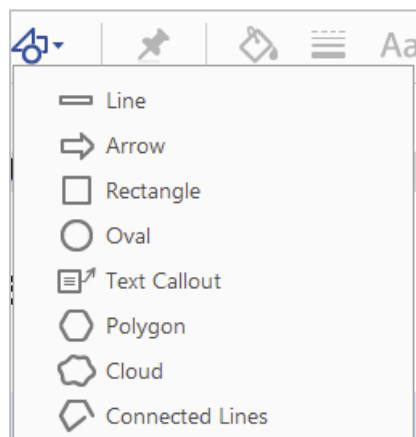 Aa
Line
Arrow
Rectangle
Oval
Text Callout
Polygon
Cloud
Connected Lines